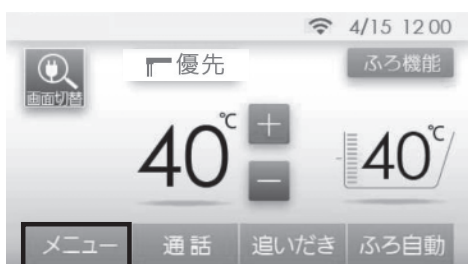 4/15 12:00
画面切替
優先
ふろ機能
40℃
+
−
40℃
メニュー
通話
追いだき
ふろ自動